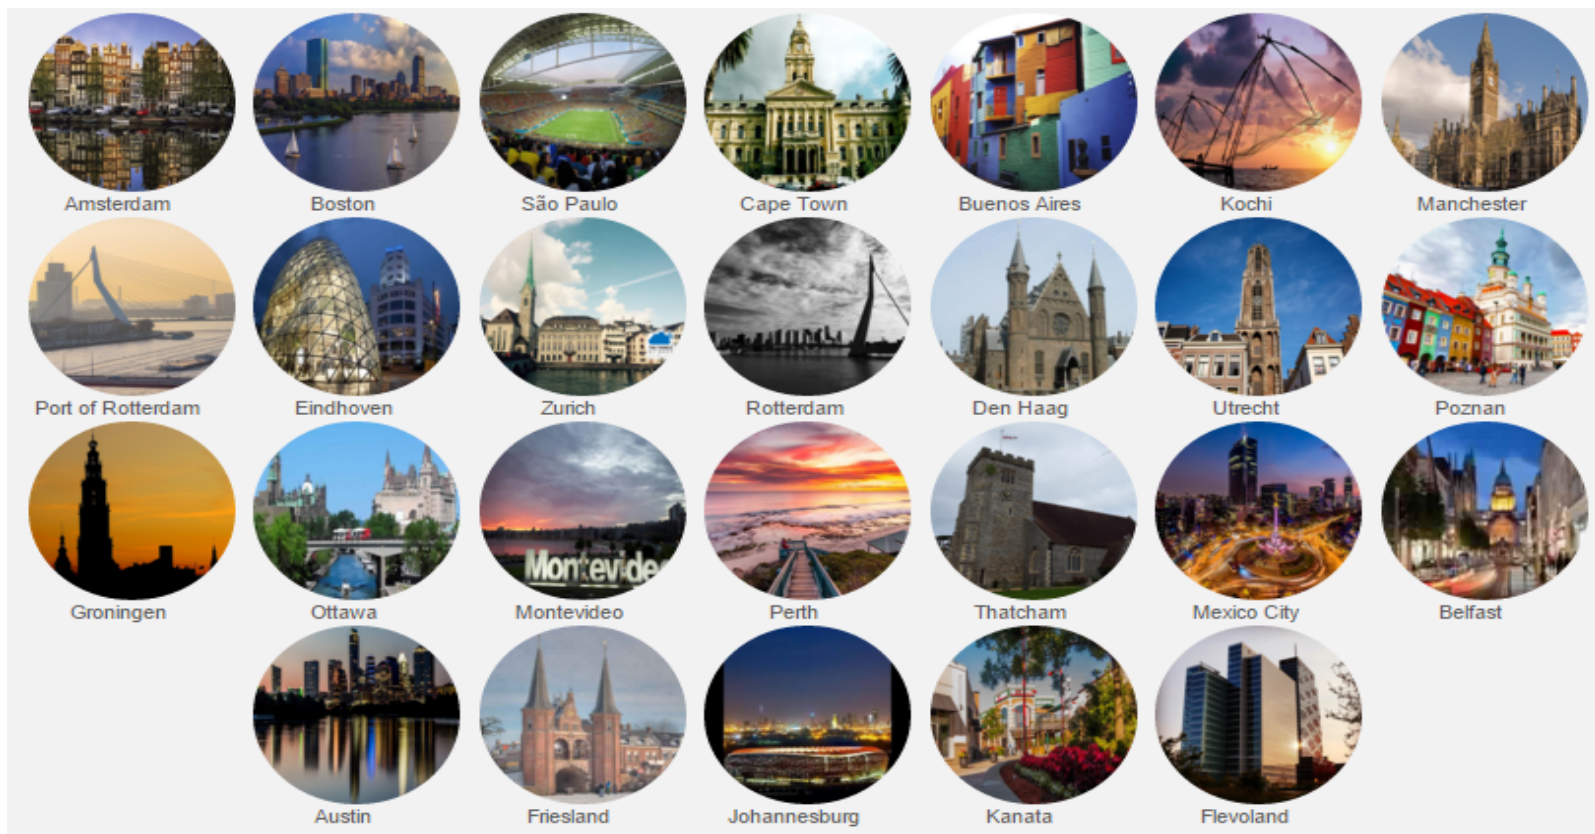 Amsterdam
Boston
São Paulo
Cape Town
Buenos Aires
Kochi
Manchester
Port of Rotterdam
Eindhoven
Zurich
Rotterdam
Den Haag
Utrecht
Poznan
Groningen
Ottawa
Montevideo
Montevideo
Perth
Thatcham
Mexico City
Belfast
Austin
Friesland
Johannesburg
Kanata
Flevoland